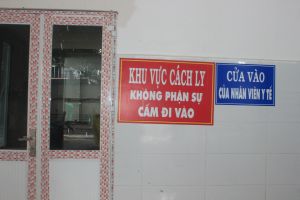 KHU VỰC CÁCH LY
KHÔNG PHẬN SỰ
CẤM ĐI VÀO
CỬA VÀO
CỦA NHÂN VIÊN Y TẾ